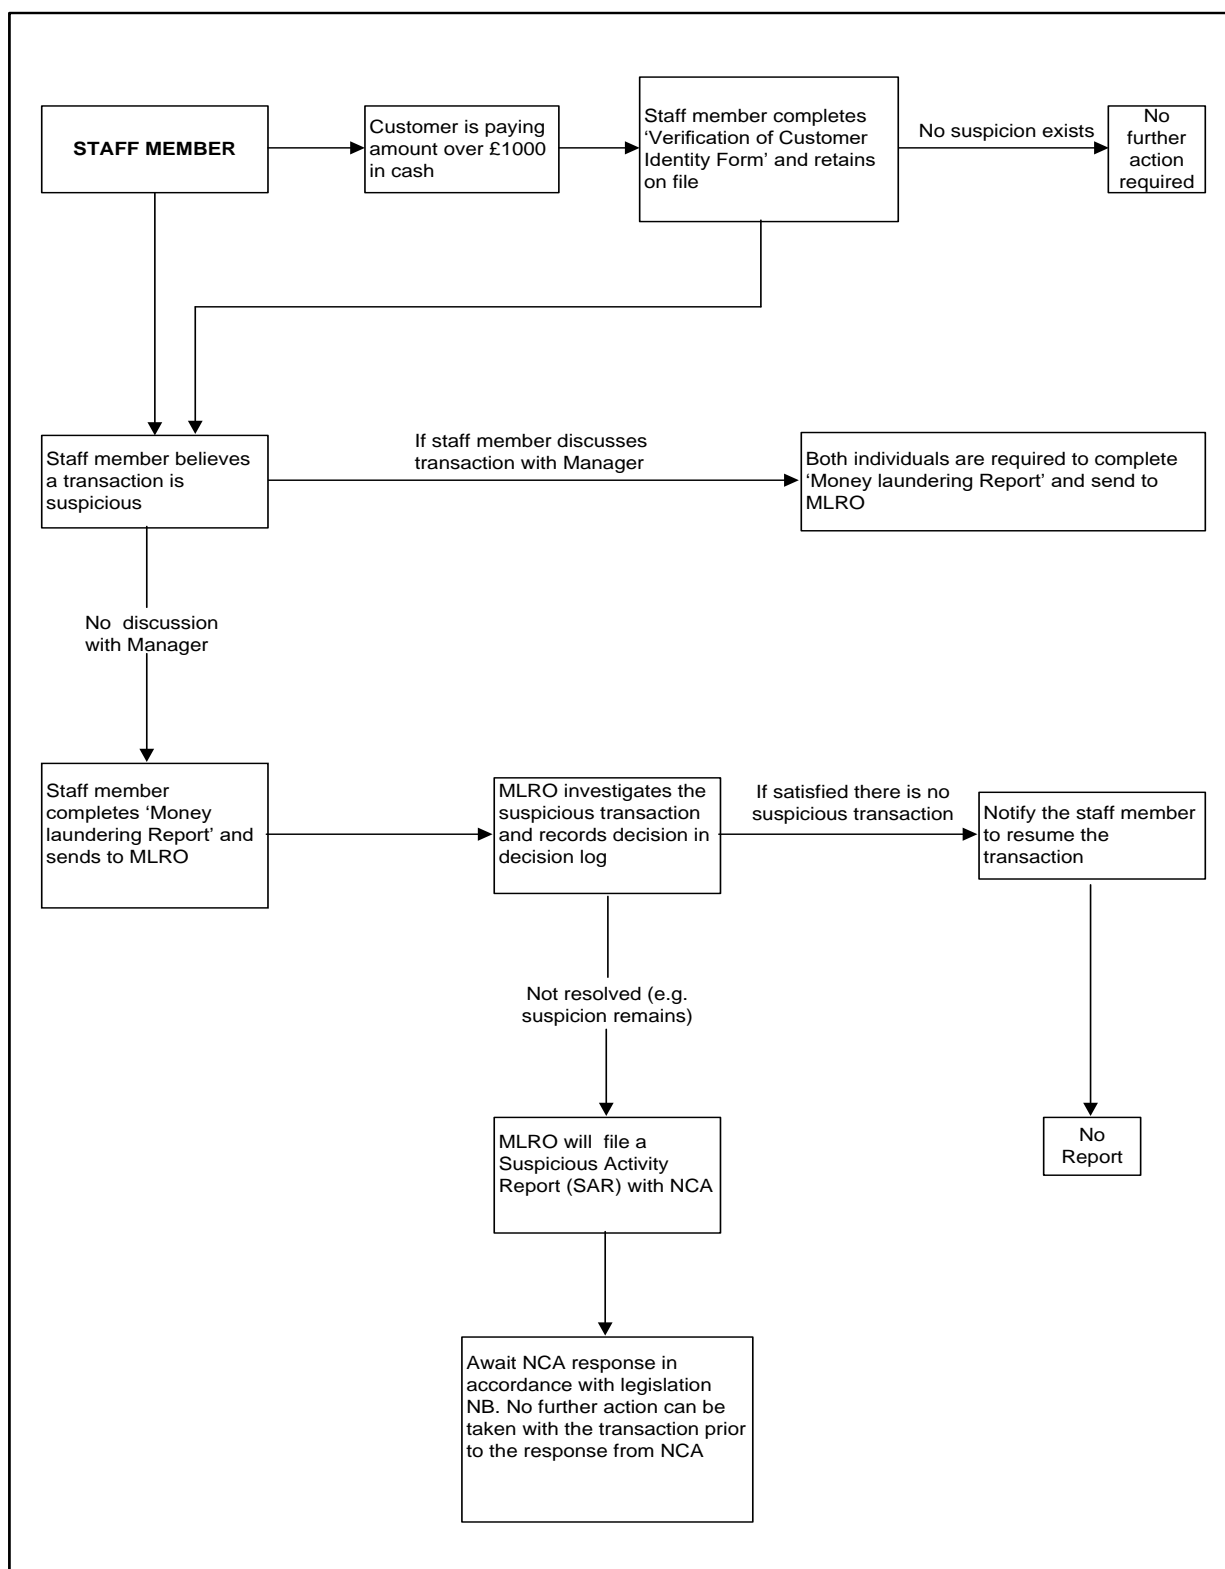 STAFF MEMBER
Customer is paying
amount over £1000
in cash
Staff member completes
‘Verification of Customer
Identity Form’ and retains
on file
No suspicion exists
No
further
action
required
Staff member believes
a transaction is
suspicious
If staff member discusses
transaction with Manager
Both individuals are required to complete
‘Money laundering Report’ and send to
MLRO
No discussion
with Manager
Staff member
completes ‘Money
laundering Report’ and
sends to MLRO
MLRO investigates the
suspicious transaction
and records decision in
decision log
If satisfied there is no
suspicious transaction
Notify the staff member
to resume the
transaction
Not resolved (e.g.
suspicion remains)
MLRO will file a
Suspicious Activity
Report (SAR) with NCA
No
Report
Await NCA response in
accordance with legislation
NB. No further action can be
taken with the transaction prior
to the response from NCA